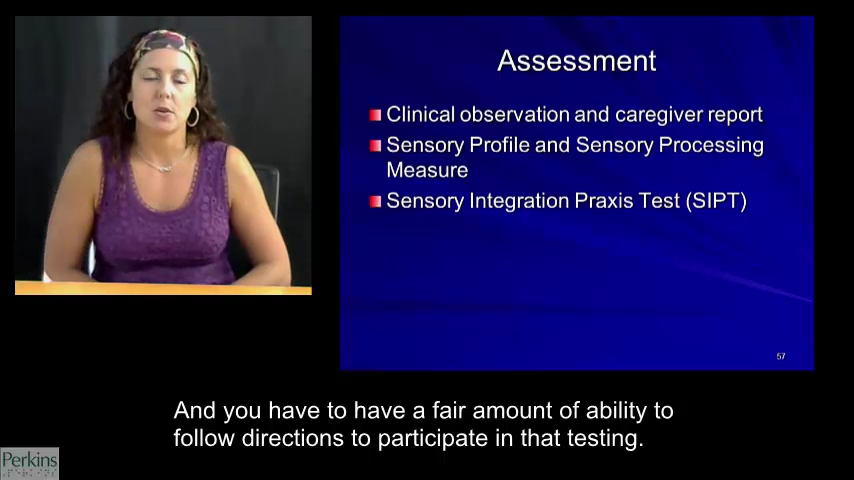 Assessment
Clinical observation and caregiver report
Sensory Profile and Sensory Processing
Measure
Sensory Integration Praxis Test (SIPT)
57
And you have to have a fair amount of ability to
follow directions to participate in that testing.
Perkins